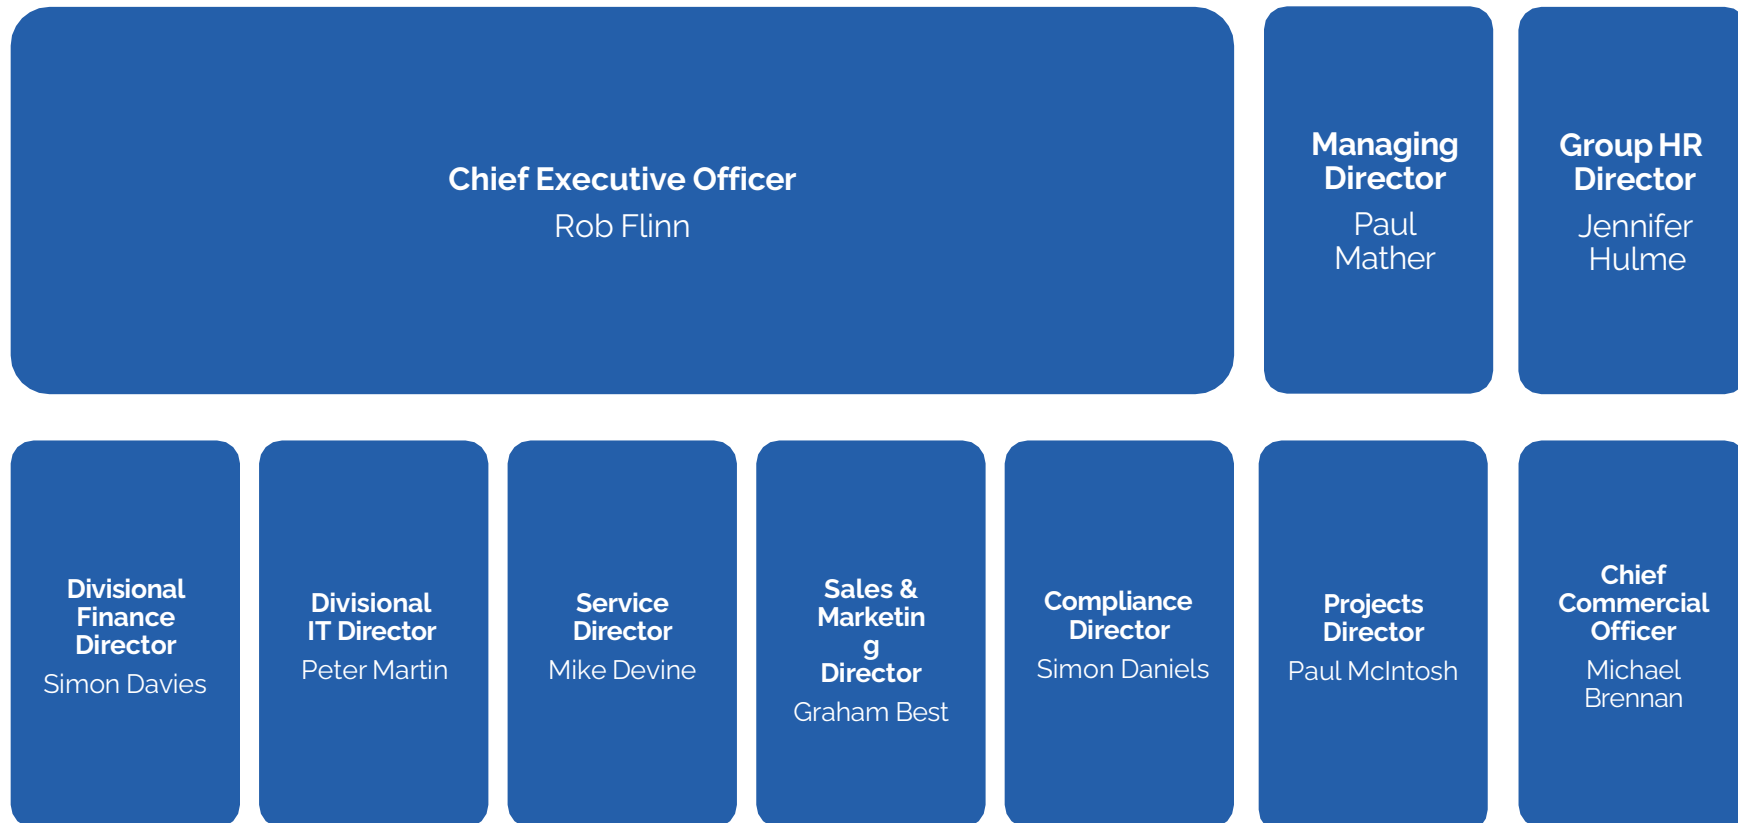 Chief Executive Officer
Rob Flinn
Managing
Director
Paul
Mather
Group HR
Director
Jennifer
Hulme
Divisional
Finance
Director
Simon Davies
Divisional
IT Director
Peter Martin
Service
Director
Mike Devine
Sales &
Marketin
g
Director
Graham Best
Compliance
Director
Simon Daniels
Projects
Director
Paul McIntosh
Chief
Commercial
Officer
Michael
Brennan